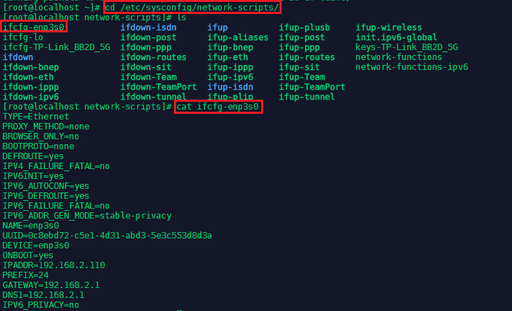 [root@localhost ~]# cd /etc/sysconfig/network-scripts/
[root@localhost network-scripts]# ls
ifcfg-enp3s0 ifdown-isdn ifup ifup-plusb ifup-wireless
ifcfg-lo ifdown-post ifup-aliases ifup-post init.ipv6-global
ifcfg-TP-Link_BB2D_5G ifdown-ppp ifup-bnep ifup-ppp keys-TP-Link_BB2D_5G
ifdown ifdown-routes ifup-eth ifup-routes network-functions
ifdown-bnep ifdown-sit ifup-ippp ifup-sit network-functions-ipv6
ifdown-eth ifdown-Team ifup-ipv6 ifup-Team
ifdown-ippp ifdown-TeamPort ifup-isdn ifup-TeamPort
ifdown-ipv6 ifdown-tunnel ifup-plip ifup-tunnel
[root@localhost network-scripts]# cat ifcfg-enp3s0
TYPE=Ethernet
PROXY_METHOD=none
BROWSER_ONLY=no
BOOTPROTO=none
DEFROUTE=yes
IPV4_FAILURE_FATAL=no
IPV6INIT=yes
IPV6_AUTOCONF=yes
IPV6_DEFROUTE=yes
IPV6_FAILURE_FATAL=no
IPV6_ADDR_GEN_MODE=stable-privacy
NAME=enp3s0
UUID=0c8ebd72-c5e1-4d31-abd3-5e3c553d8d3a
DEVICE=enp3s0
ONBOOT=yes
IPADDR=192.168.2.110
PREFIX=24
GATEWAY=192.168.2.1
DNS1=192.168.2.1
IPV6_PRIVACY=no